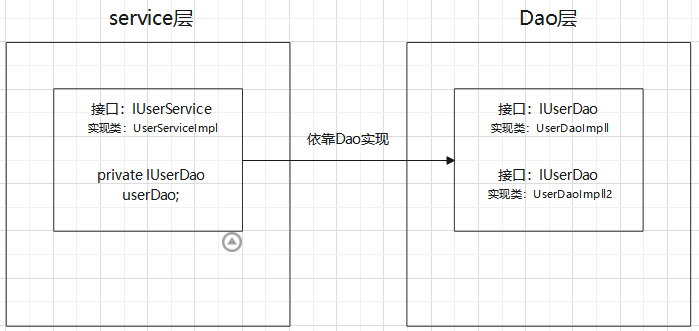 service层
Dao层
接口：IUserService
实现类：UserServiceImpl
private IUserDao
userDao;
依靠Dao实现
接口：IUserDao
实现类：UserDaoImpll
接口：IUserDao
实现类：UserDaoImpll2